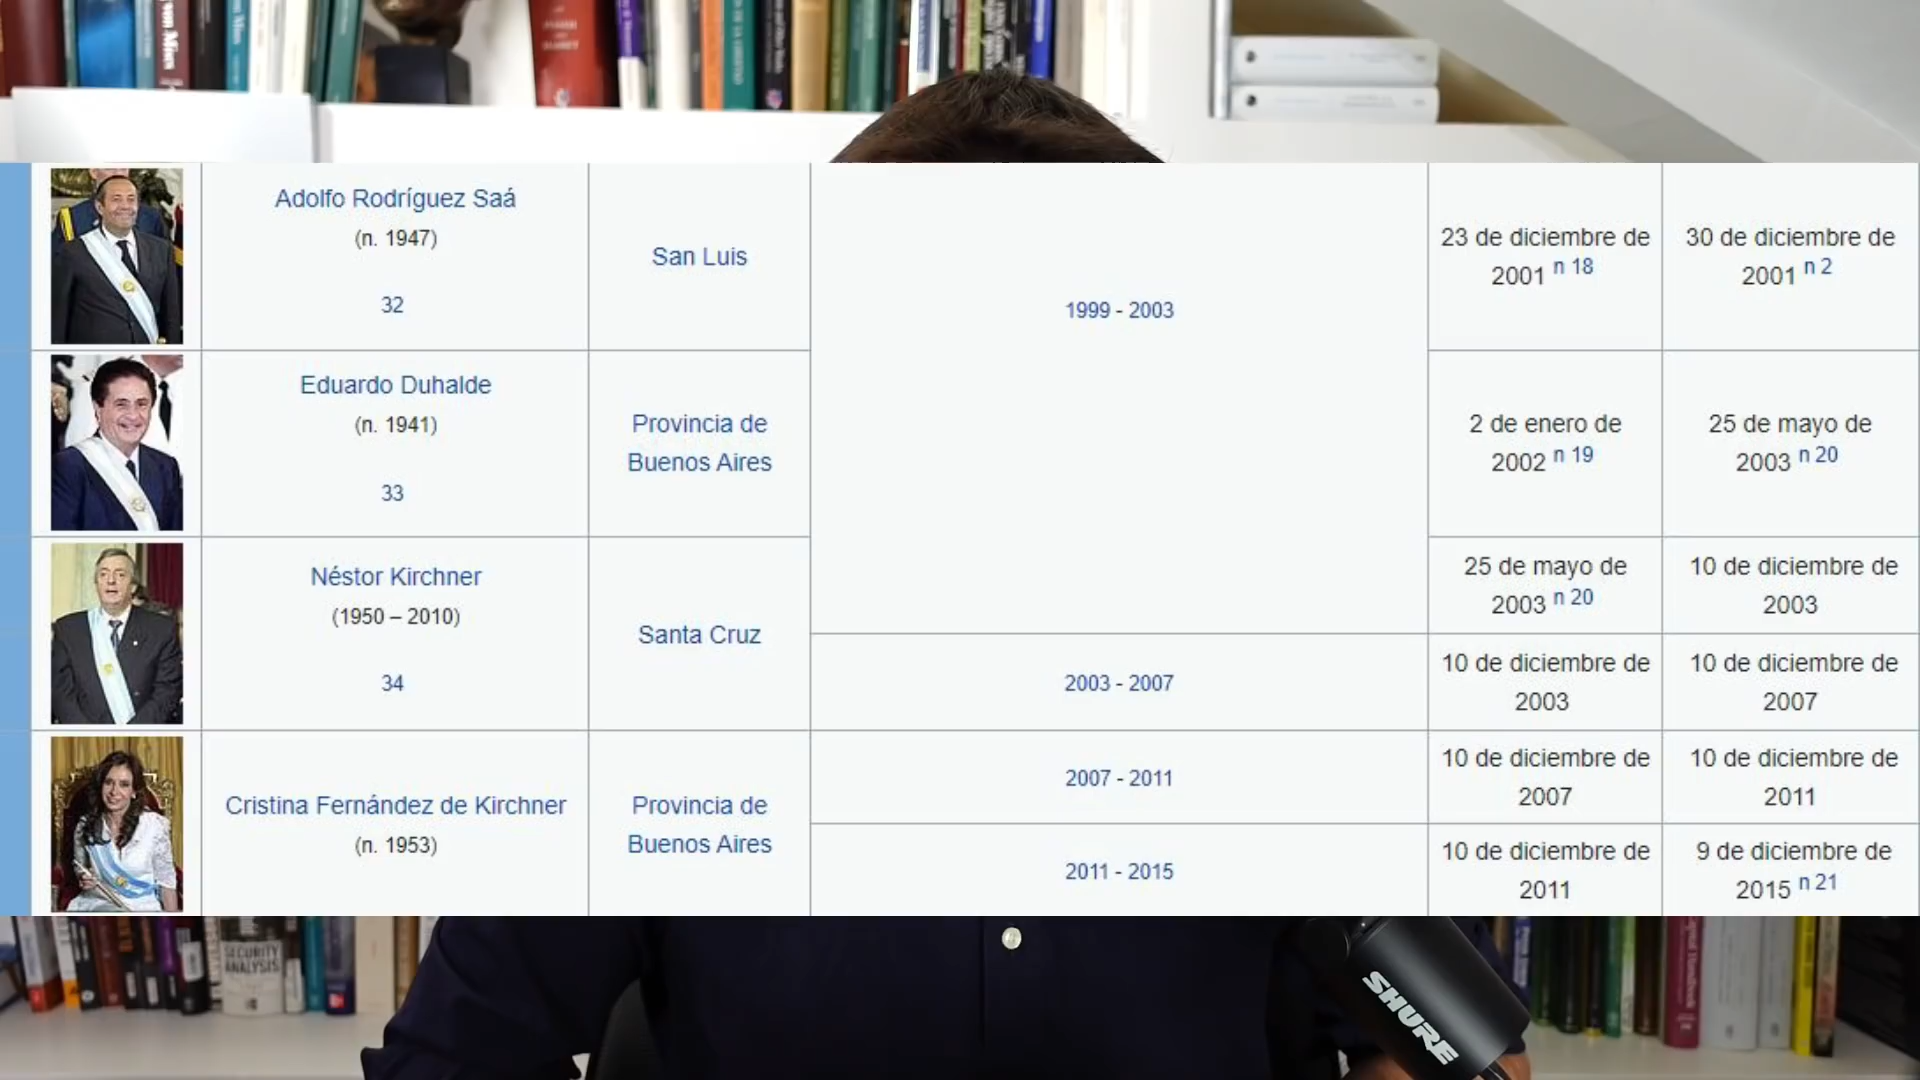 von Mises
Adolfo Rodríguez Saá
(n. 1947)
32
San Luis
1999 - 2003
23 de diciembre de
2001 n 18
30 de diciembre de
2001 n 2
Eduardo Duhalde
(n. 1941)
33
Provincia de
Buenos Aires
2 de enero de
2002 n 19
25 de mayo de
2003 n 20
Néstor Kirchner
(1950 – 2010)
34
Santa Cruz
25 de mayo de
2003 n 20
10 de diciembre de
2003
2003 - 2007
10 de diciembre de
2003
10 de diciembre de
2007
Cristina Fernández de Kirchner
(n. 1953)
Provincia de
Buenos Aires
2007 - 2011
10 de diciembre de
2007
10 de diciembre de
2011
2011 - 2015
10 de diciembre de
2011
9 de diciembre de
2015 n 21
SECURITY
ANALYSIS
SHURE